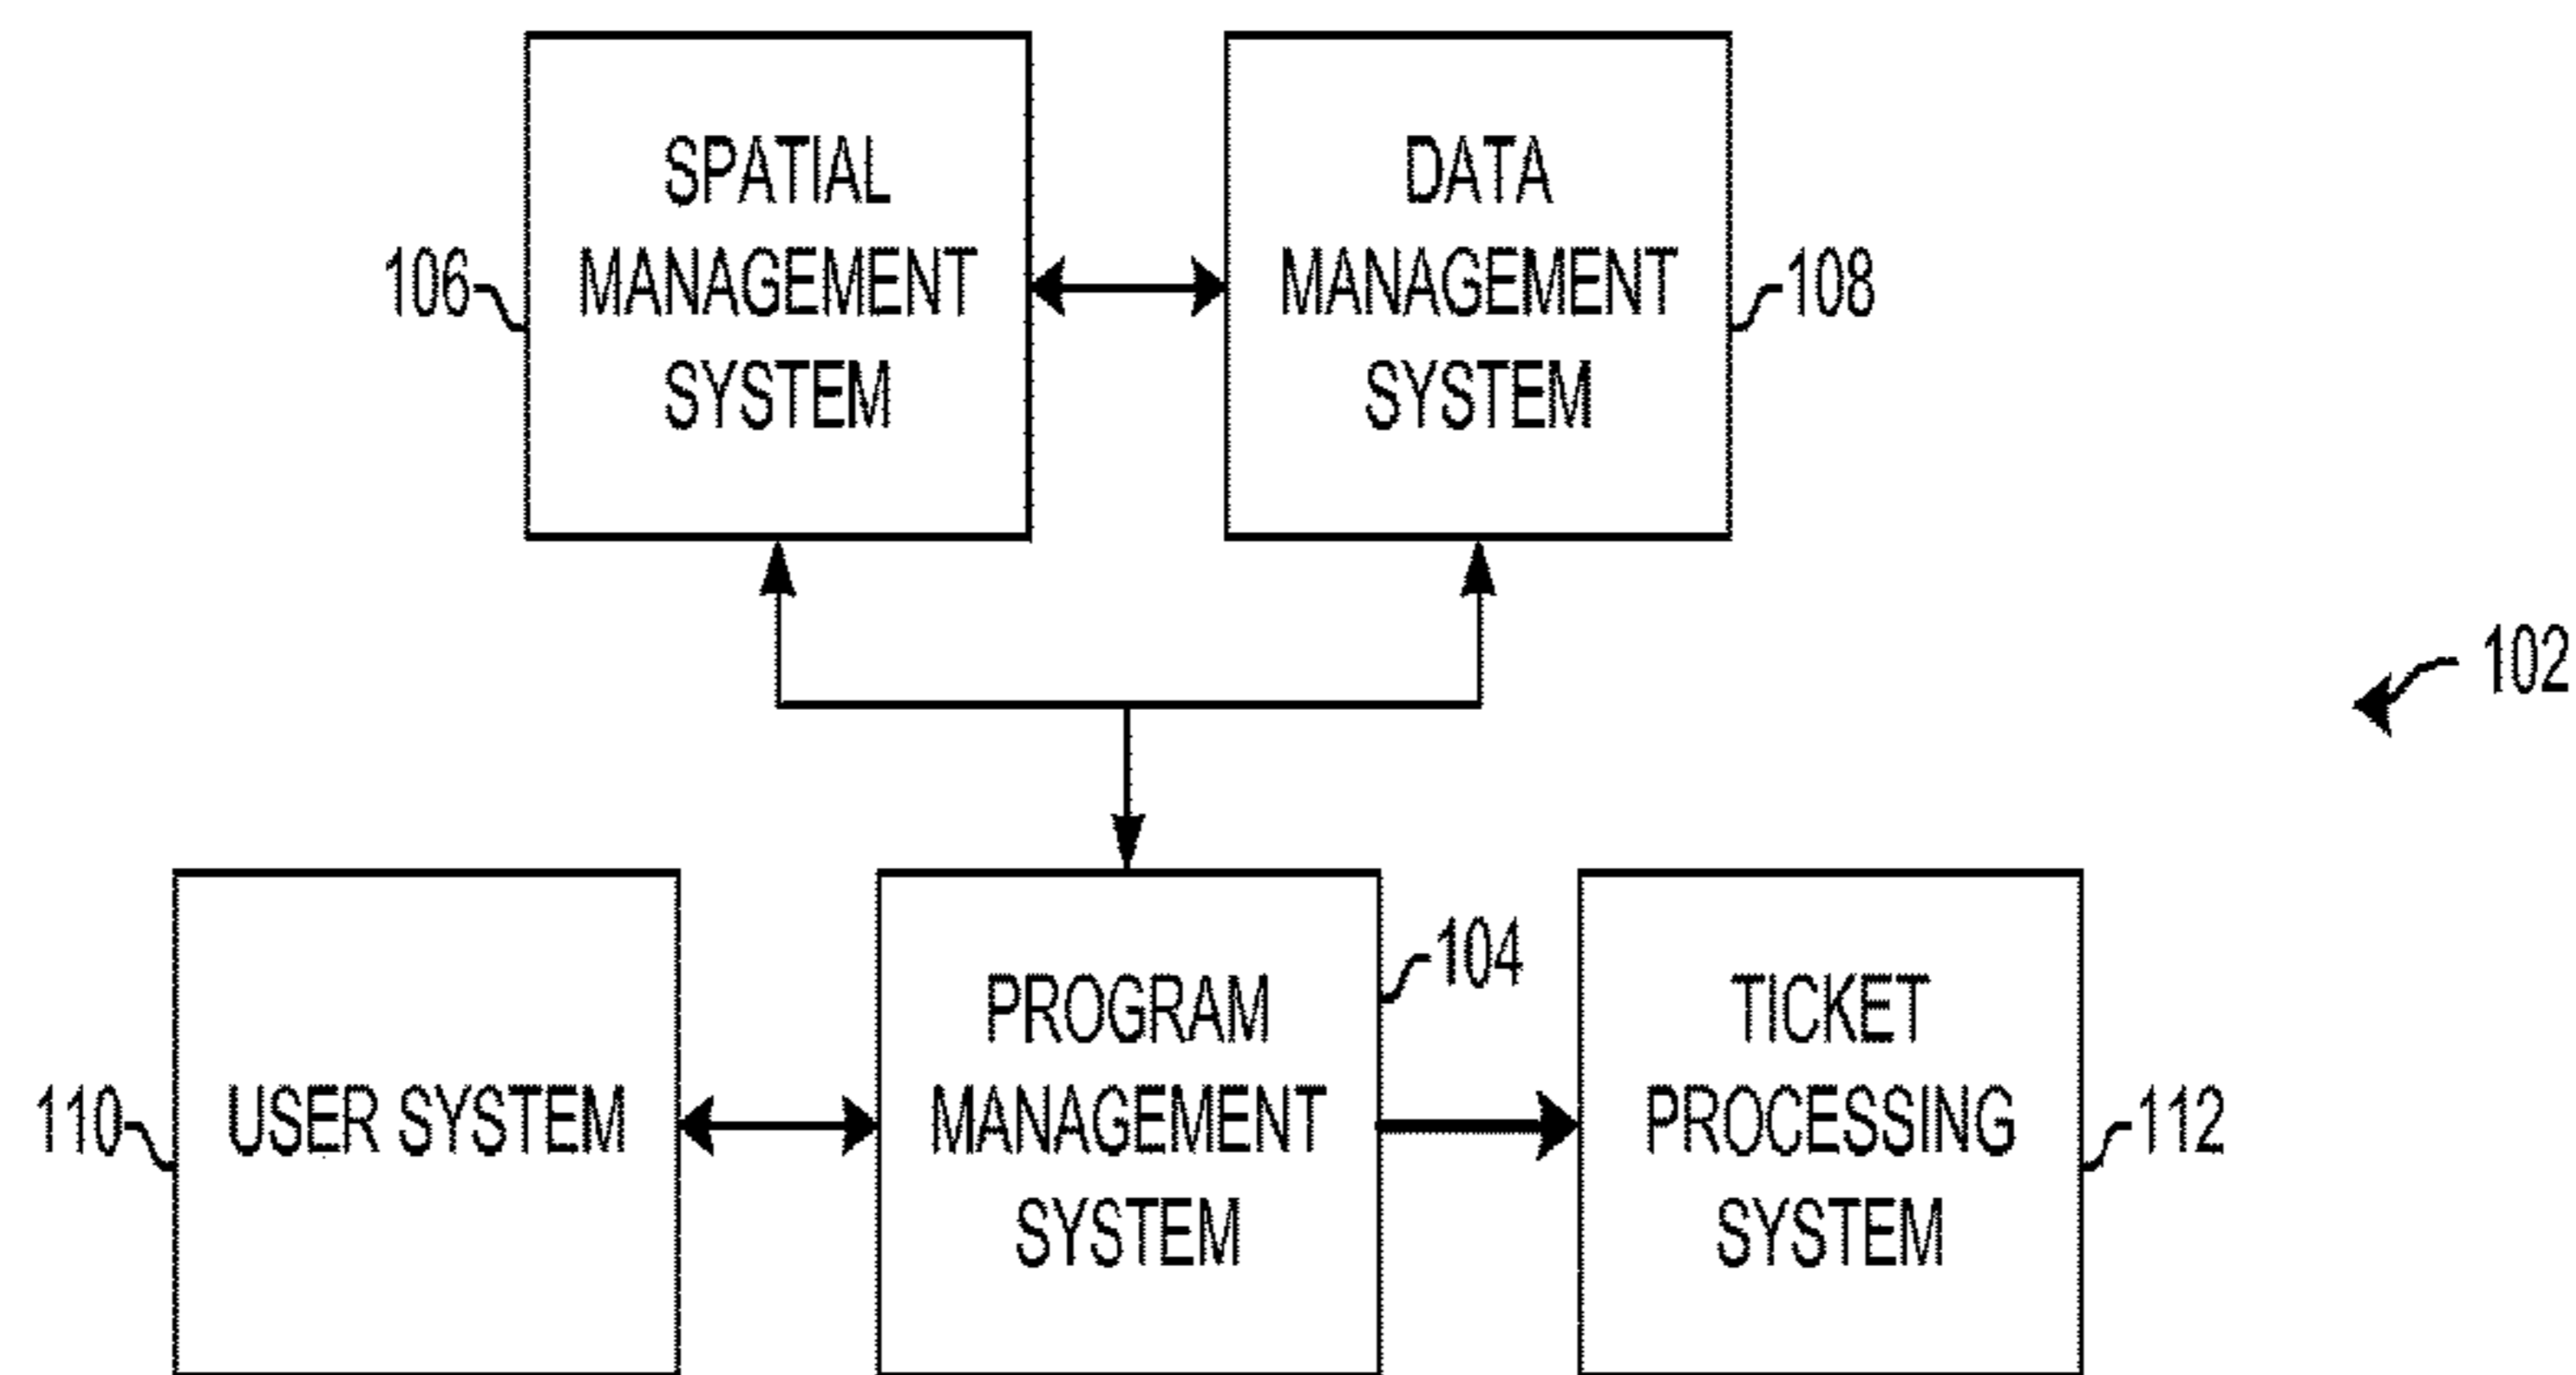 SPATIAL
MANAGEMENT
SYSTEM
106
DATA
MANAGEMENT
SYSTEM
108
102
110
USER SYSTEM
PROGRAM
MANAGEMENT
SYSTEM
104
TICKET
PROCESSING
SYSTEM
112